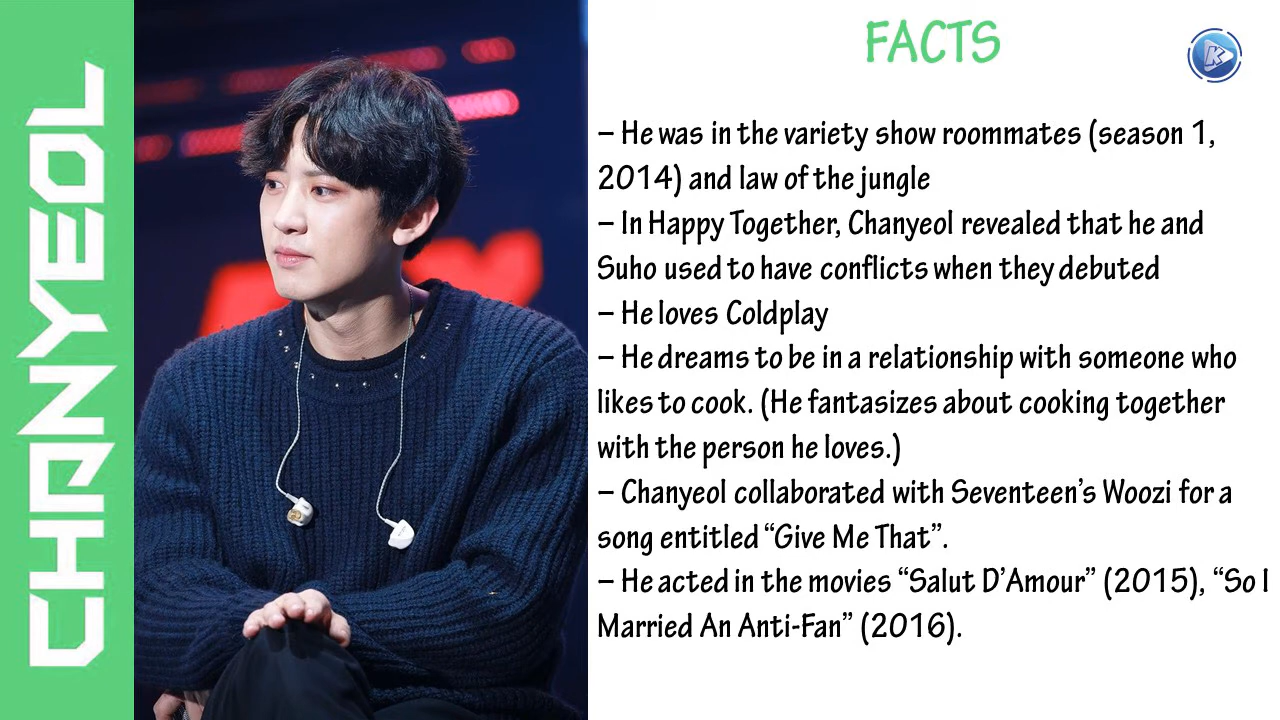 CHANYEOL
FACTS
K
– He was in the variety show roommates (season 1,
2014) and law of the jungle
– In Happy Together, Chanyeol revealed that he and
Suho used to have conflicts when they debuted
– He loves Coldplay
– He dreams to be in a relationship with someone who
likes to cook. (He fantasizes about cooking together
with the person he loves.)
– Chanyeol collaborated with Seventeen’s Woozi for a
song entitled “Give Me That”.
– He acted in the movies “Salut D’Amour” (2015), “So I
Married An Anti-Fan” (2016).